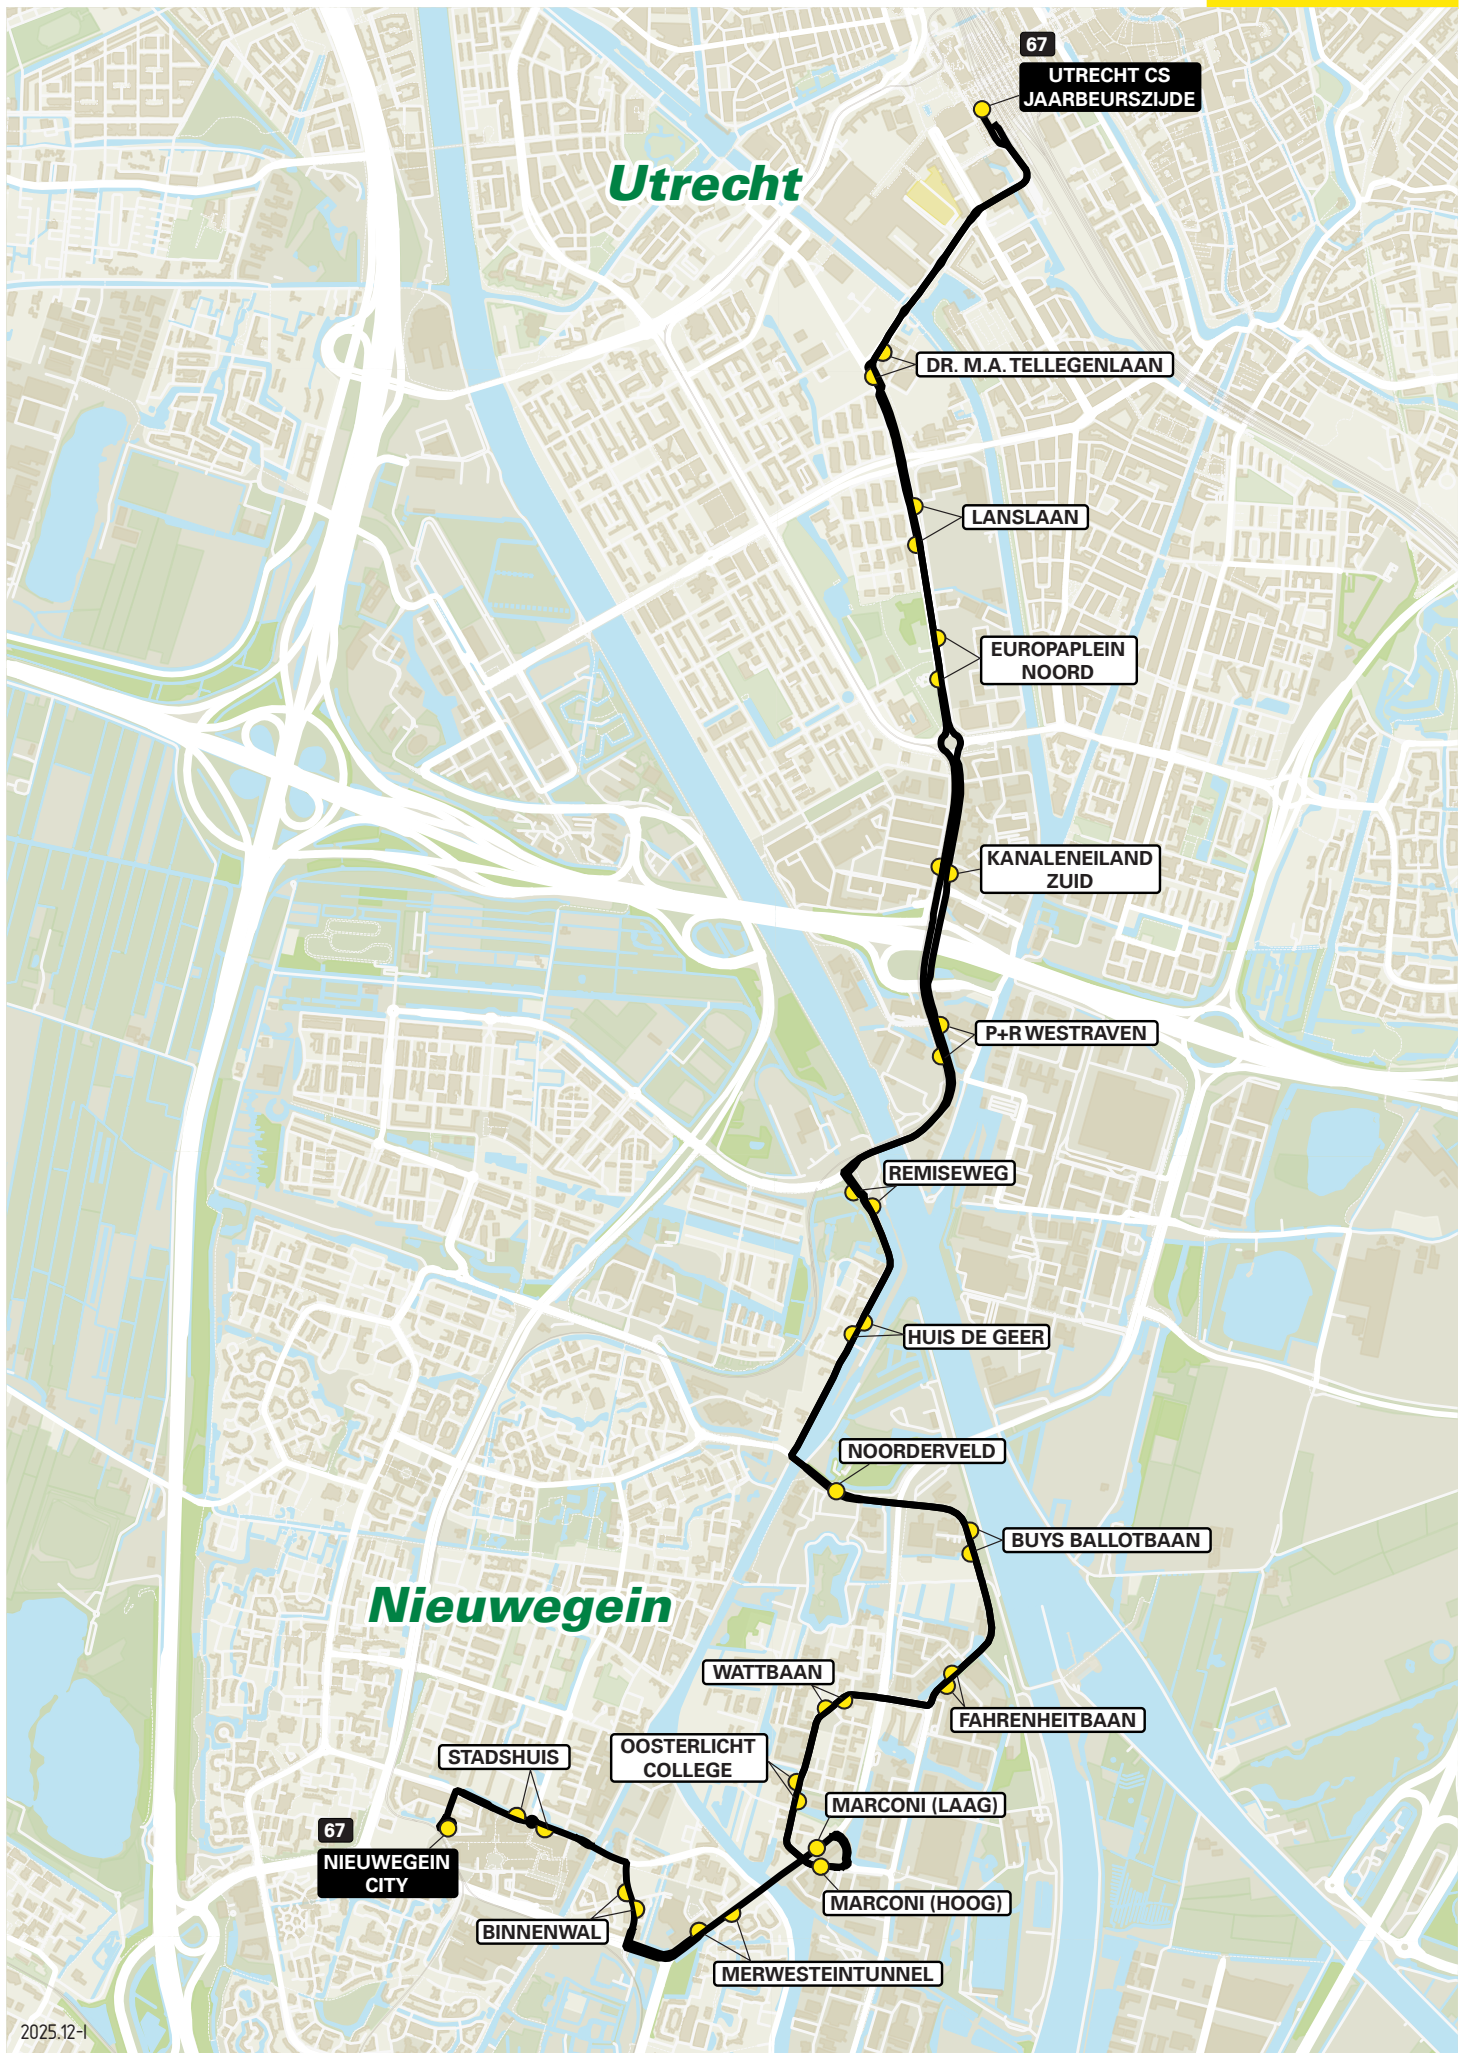 67
UTRECHT CS
JAARBEURSZIJDE
Utrecht
DR. M.A. TELLEGENLAAN
LANSLAAN
EUROPAPLEIN
NOORD
KANALENEILAND
ZUID
P+R WESTRAVEN
REMISEWEG
HUIS DE GEER
NOORDERVELD
BUYS BALLOTBAAN
Nieuwegein
WATTBAAN
FAHRENHEITBAAN
OOSTERLICHT
COLLEGE
STADSHUIS
MARCONI (LAAG)
67
NIEUWEGEIN
CITY
MARCONI (HOOG)
BINNENWAL
MERWESTEINTUNNEL
2025.12-I